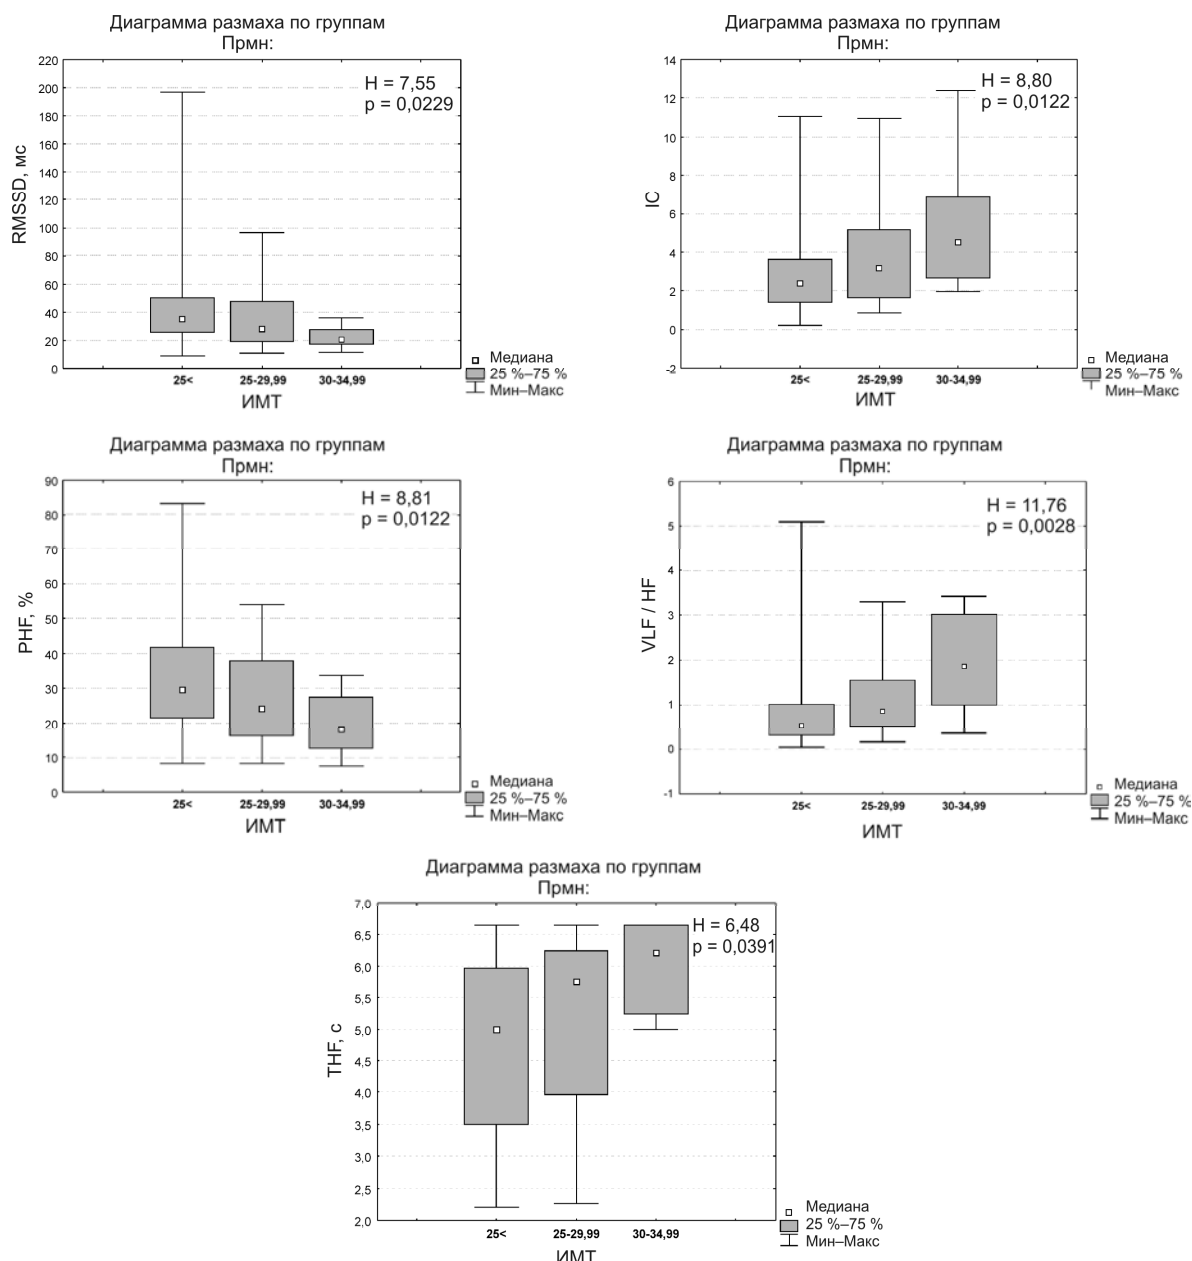 Диаграмма размаха по группам
Прмн:
H = 7,55
p = 0,0229
RMSSD, мс
220
200
180
160
140
120
100
80
60
40
20
0
25<
25-29,99
30-34,99
ИМТ
Медиана
25 %–75 %
Мин–Макс
Диаграмма размаха по группам
Прмн:
H = 8,80
p = 0,0122
IC
14
12
10
8
6
4
2
0
-2
25<
25-29,99
30-34,99
ИМТ
Медиана
25 %–75 %
Мин–Макс
Диаграмма размаха по группам
Прмн:
H = 8,81
p = 0,0122
PHF, %
90
80
70
60
50
40
30
20
10
0
25<
25-29,99
30-34,99
ИМТ
Медиана
25 %–75 %
Мин–Макс
Диаграмма размаха по группам
Прмн:
H = 11,76
p = 0,0028
VLF / HF
6
5
4
3
2
1
0
-1
25<
25-29,99
30-34,99
ИМТ
Медиана
25 %–75 %
Мин–Макс
Диаграмма размаха по группам
Прмн:
H = 6,48
p = 0,0391
THF, с
7,0
6,5
6,0
5,5
5,0
4,5
4,0
3,5
3,0
2,5
2,0
25<
25-29,99
30-34,99
ИМТ
Медиана
25 %–75 %
Мин–Макс